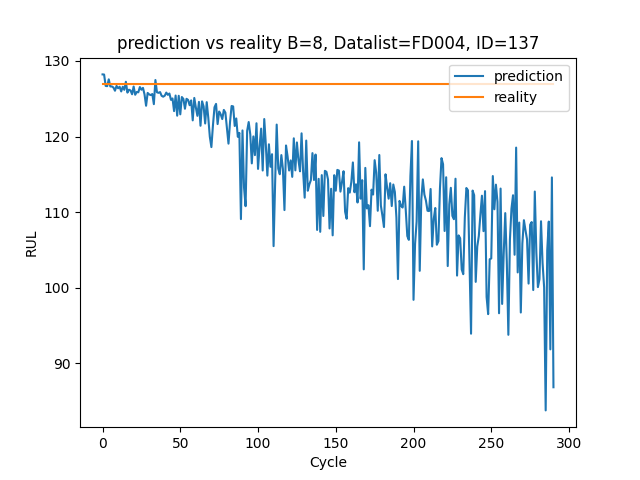 prediction vs reality B=8, Datalist=FD004, ID=137
130
120
110
100
90
RUL
prediction
reality
0 50 100 150 200 250 300
Cycle